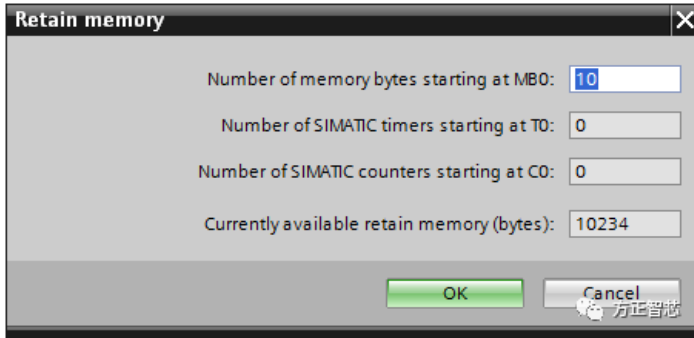 Retain memory
Number of memory bytes starting at MB0: 10
Number of SIMATIC timers starting at T0: 0
Number of SIMATIC counters starting at C0: 0
Currently available retain memory (bytes): 10234
OK Cancel
方正智芯